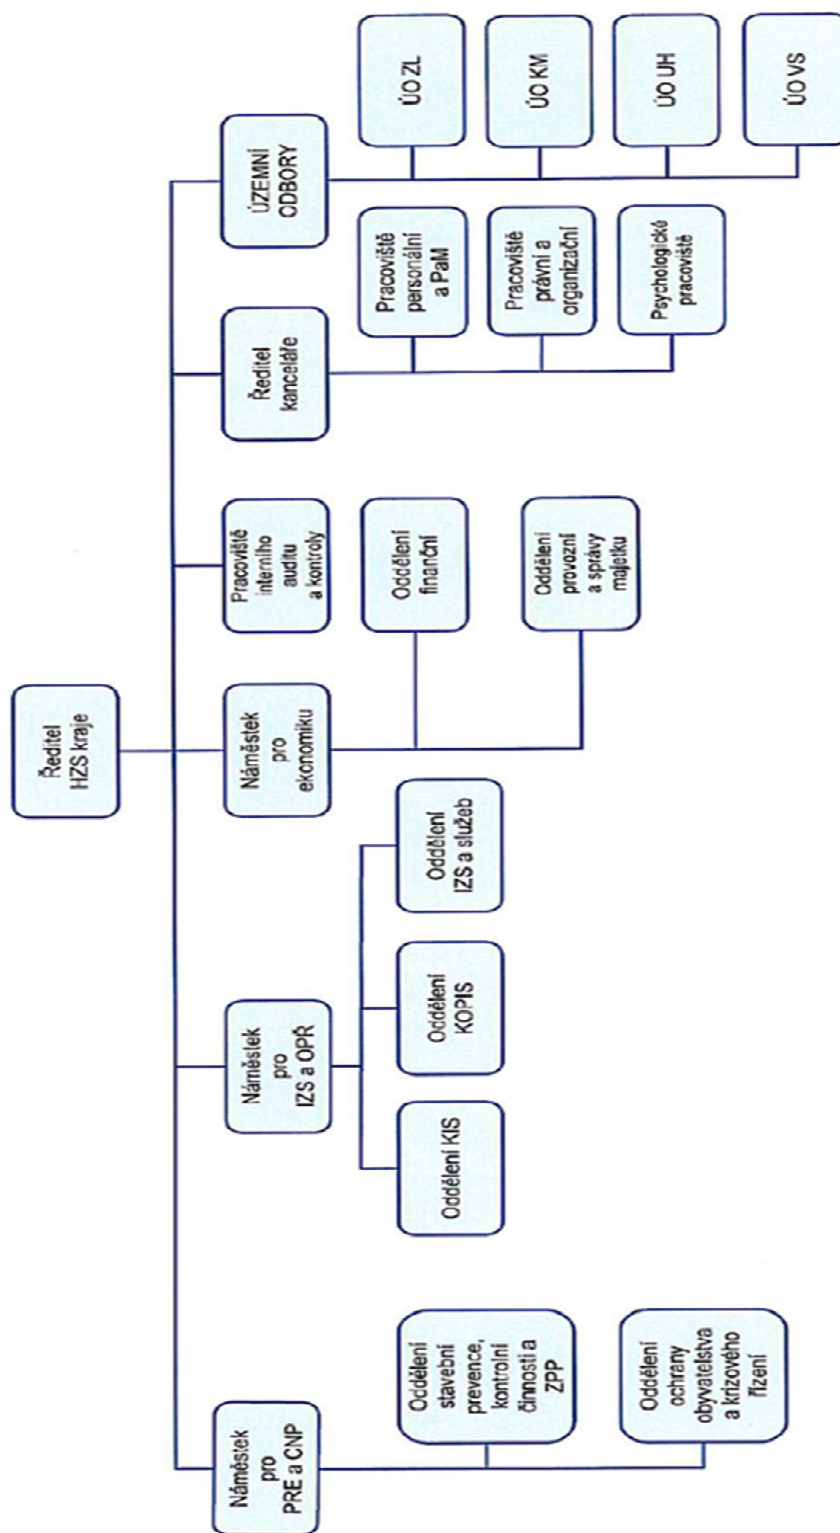 Ředitel
HZS kraje
Náměstek
pro
PRE a CNP
Náměstek
pro
IZS a OPŘ
Náměstek
pro
ekonomiku
Pracoviště
interního
auditu
a kontroly
Ředitel
kanceláře
ÚZEMNÍ
ODBORY
Oddělení
stavební
prevence,
kontrolní
činnosti a
ZPP
Oddělení
ochrany
obyvatelstva
a krizového
řízení
Oddělení KIS
Oddělení
KOPIS
Oddělení
IZS a služeb
Oddělení
finanční
Oddělení
provozní
a správy
majetku
Pracoviště
personální
a PaM
Pracoviště
právní a
organizační
Psychologické
pracoviště
ÚO ZL
ÚO KM
ÚO UH
ÚO VS